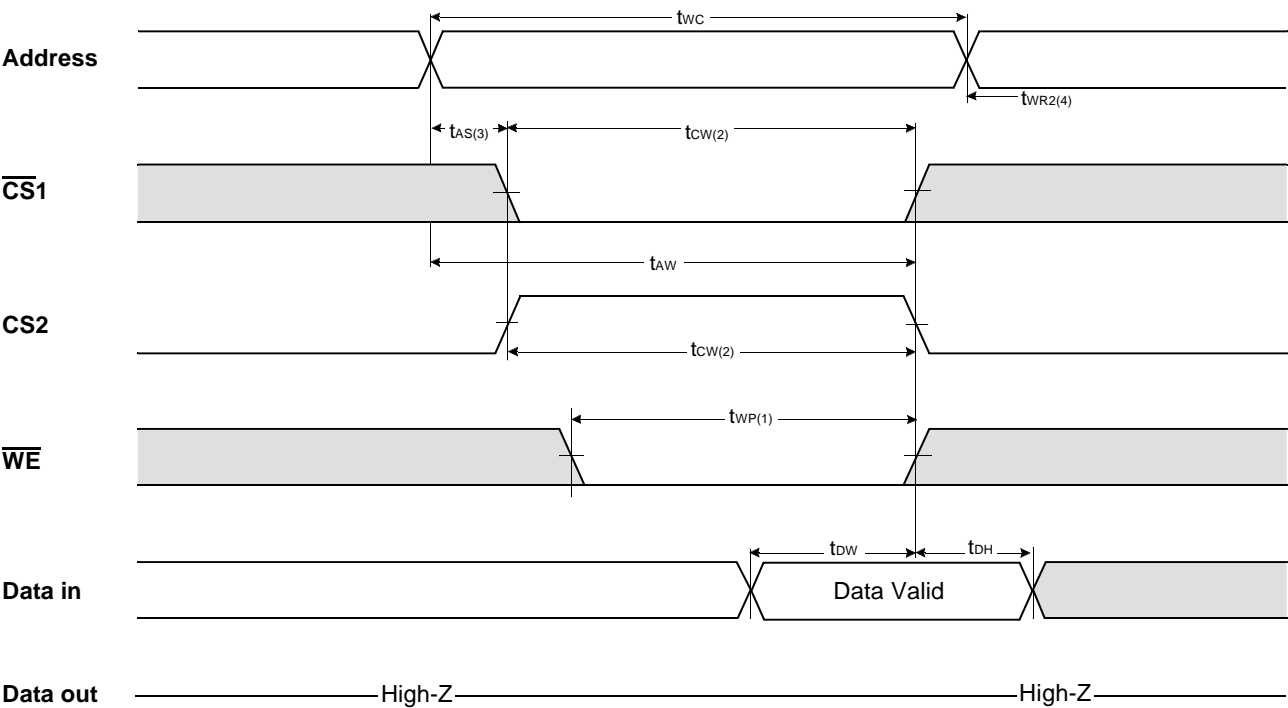 tWC
Address
tWR2(4)
tAS(3) tCW(2)
CS1
tAW
CS2
tCW(2)
tWP(1)
WE
tDW tDH
Data in Data Valid
Data out High-Z High-Z